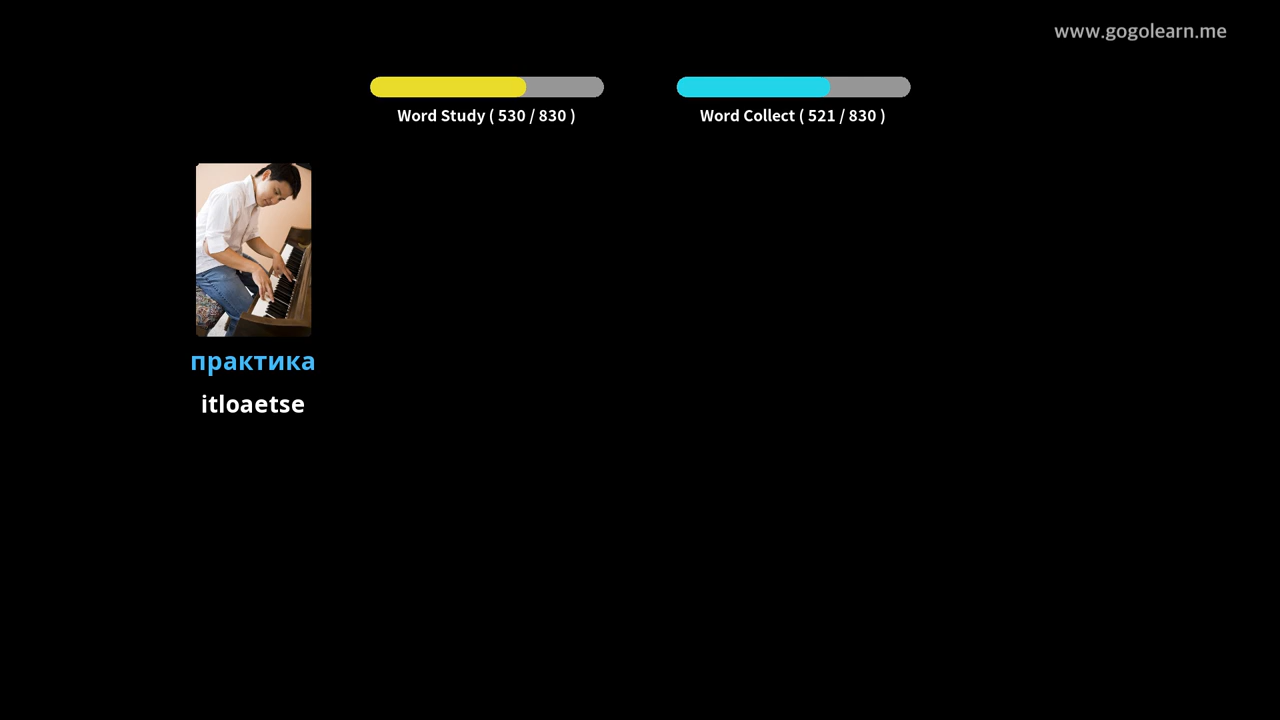 www.gogolearn.me
Word Study ( 530 / 830 )
Word Collect ( 521 / 830 )
практика
itloaetse